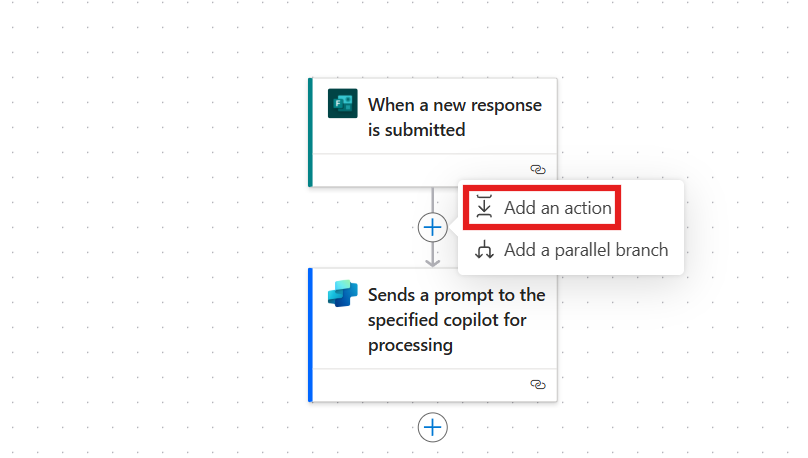 When a new response
is submitted
Add an action
Add a parallel branch
Sends a prompt to the
specified copilot for
processing